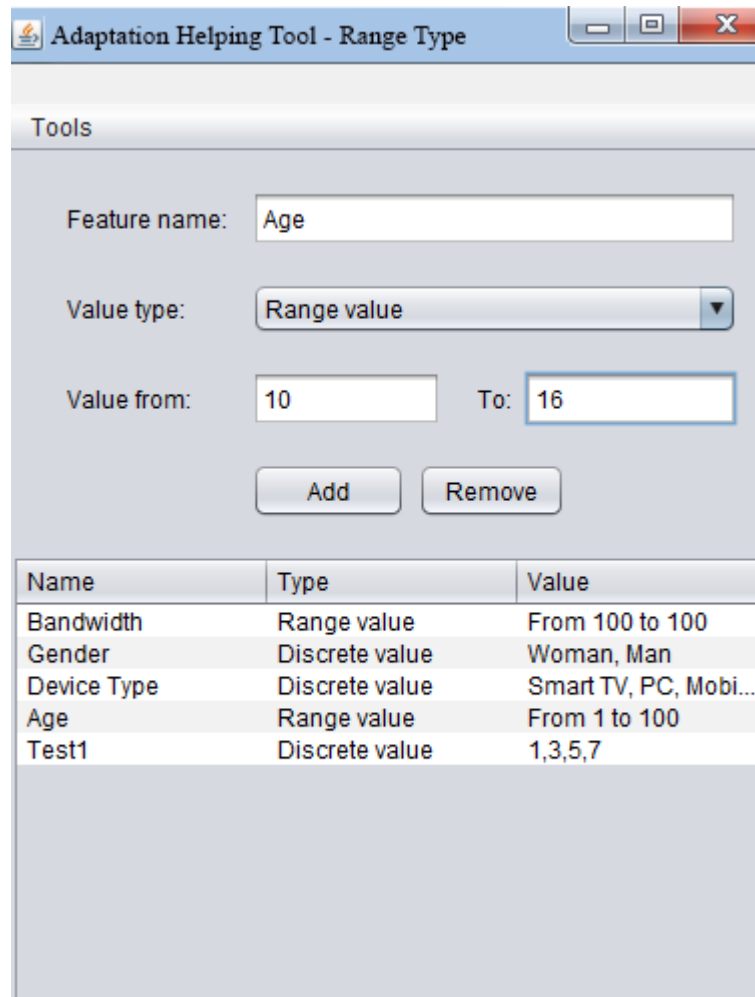 Adaptation Helping Tool - Range Type
Tools
Feature name: Age
Value type: Range value
Value from: 10 To: 16
Add Remove
Name Type Value
Bandwidth Range value From 100 to 100
Gender Discrete value Woman, Man
Device Type Discrete value Smart TV, PC, Mobi...
Age Range value From 1 to 100
Test1 Discrete value 1,3,5,7